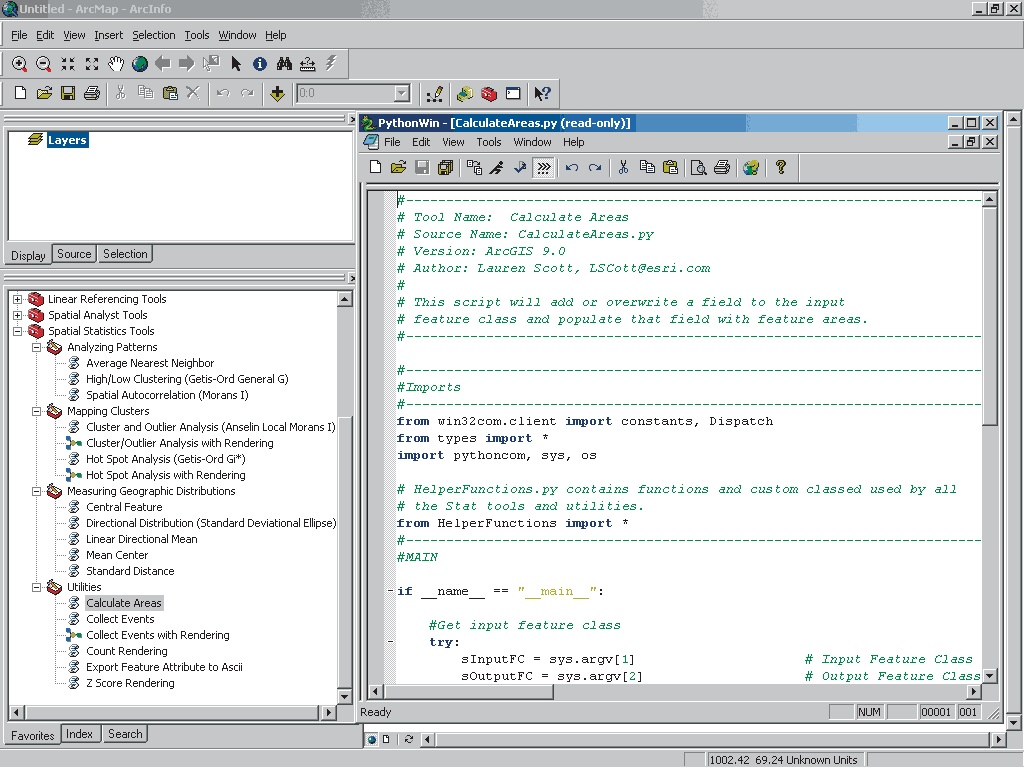 Untitled - ArcMap - ArcInfo
File Edit View Insert Selection Tools Window Help
0:0
Layers
Display Source Selection
Linear Referencing Tools
Spatial Analyst Tools
Spatial Statistics Tools
Analyzing Patterns
Average Nearest Neighbor
High/Low Clustering (Getis-Ord General G)
Spatial Autocorrelation (Morans I)
Mapping Clusters
Cluster and Outlier Analysis (Anselin Local Morans I)
Cluster/Outlier Analysis with Rendering
Hot Spot Analysis (Getis-Ord Gi*)
Hot Spot Analysis with Rendering
Measuring Geographic Distributions
Central Feature
Directional Distribution (Standard Deviational Ellipse)
Linear Directional Mean
Mean Center
Standard Distance
Utilities
Calculate Areas
Collect Events
Collect Events with Rendering
Count Rendering
Export Feature Attribute to Ascii
Z Score Rendering
Favorites Index Search
PythonWin - [CalculateAreas.py (read-only)]
File Edit View Tools Window Help
#------------------------------------------------------------------------
# Tool Name:  Calculate Areas
# Source Name: CalculateAreas.py
# Version: ArcGIS 9.0
# Author: Lauren Scott, LSCott@esri.com
#
# This script will add or overwrite a field to the input
# feature class and populate that field with feature areas.
#------------------------------------------------------------------------
#------------------------------------------------------------------------
#Imports
#------------------------------------------------------------------------
from win32com.client import constants, Dispatch
from types import *
import pythoncom, sys, os
# HelperFunctions.py contains functions and custom classed used by all
# the Stat tools and utilities.
from HelperFunctions import *
#------------------------------------------------------------------------
#MAIN
if __name__ == "__main__":
#Get input feature class
try:
sInputFC = sys.argv[1] # Input Feature Class
sOutputFC = sys.argv[2] # Output Feature Class
Ready NUM 00001 001
1002.42 69.24 Unknown Units